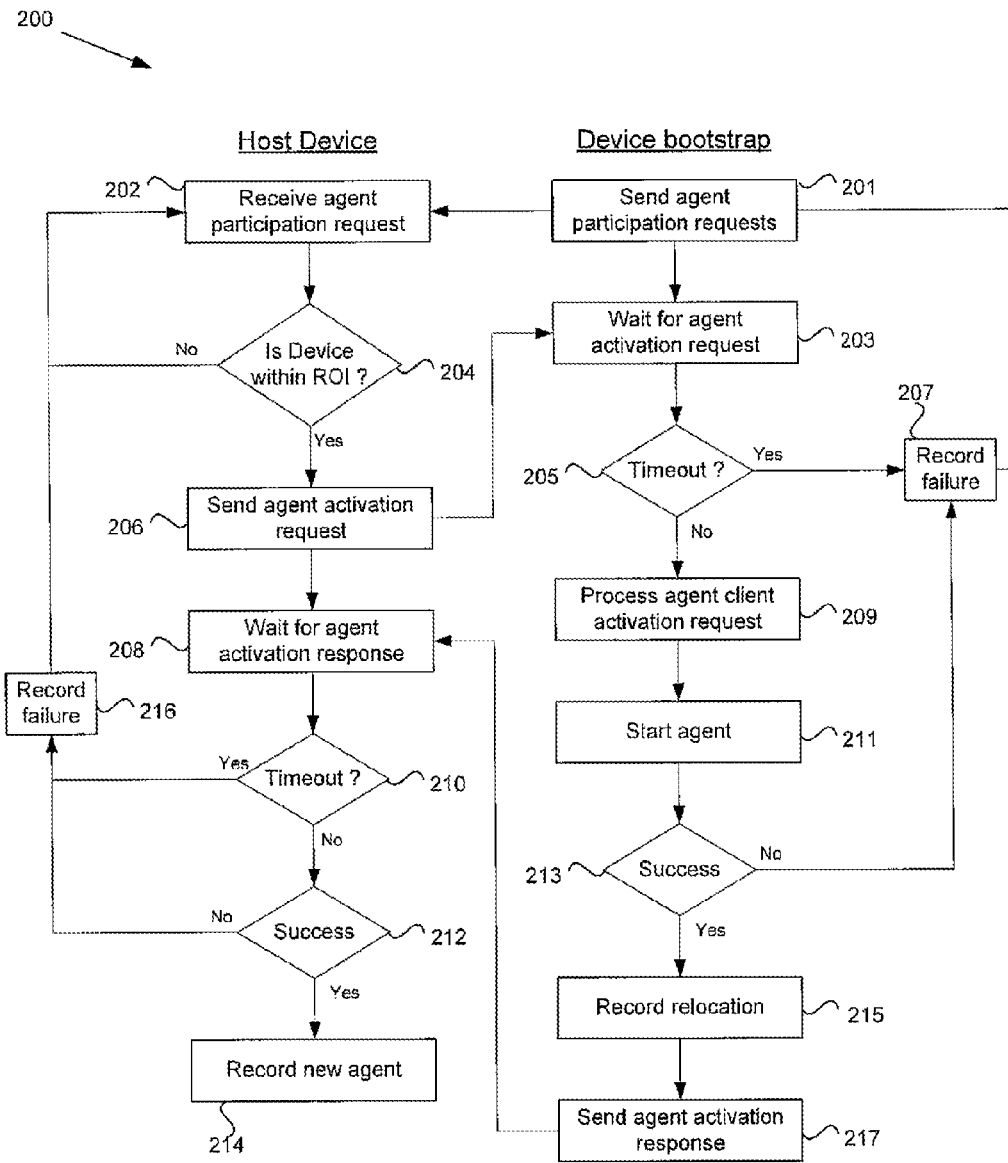 200
Host Device
Device bootstrap
202
Receive agent
participation request
Send agent
participation requests
201
Wait for agent
activation request
203
No
Is Device
within ROI ?
204
Yes
207
205
Timeout ?
Yes
Record
failure
206
Send agent activation
request
No
Process agent client
activation request
209
208
Wait for agent
activation response
Record
failure
216
Start agent
211
Yes
Timeout ?
210
No
213
Success
No
No
Success
212
Yes
Yes
Record relocation
215
Record new agent
214
Send agent activation
response
217